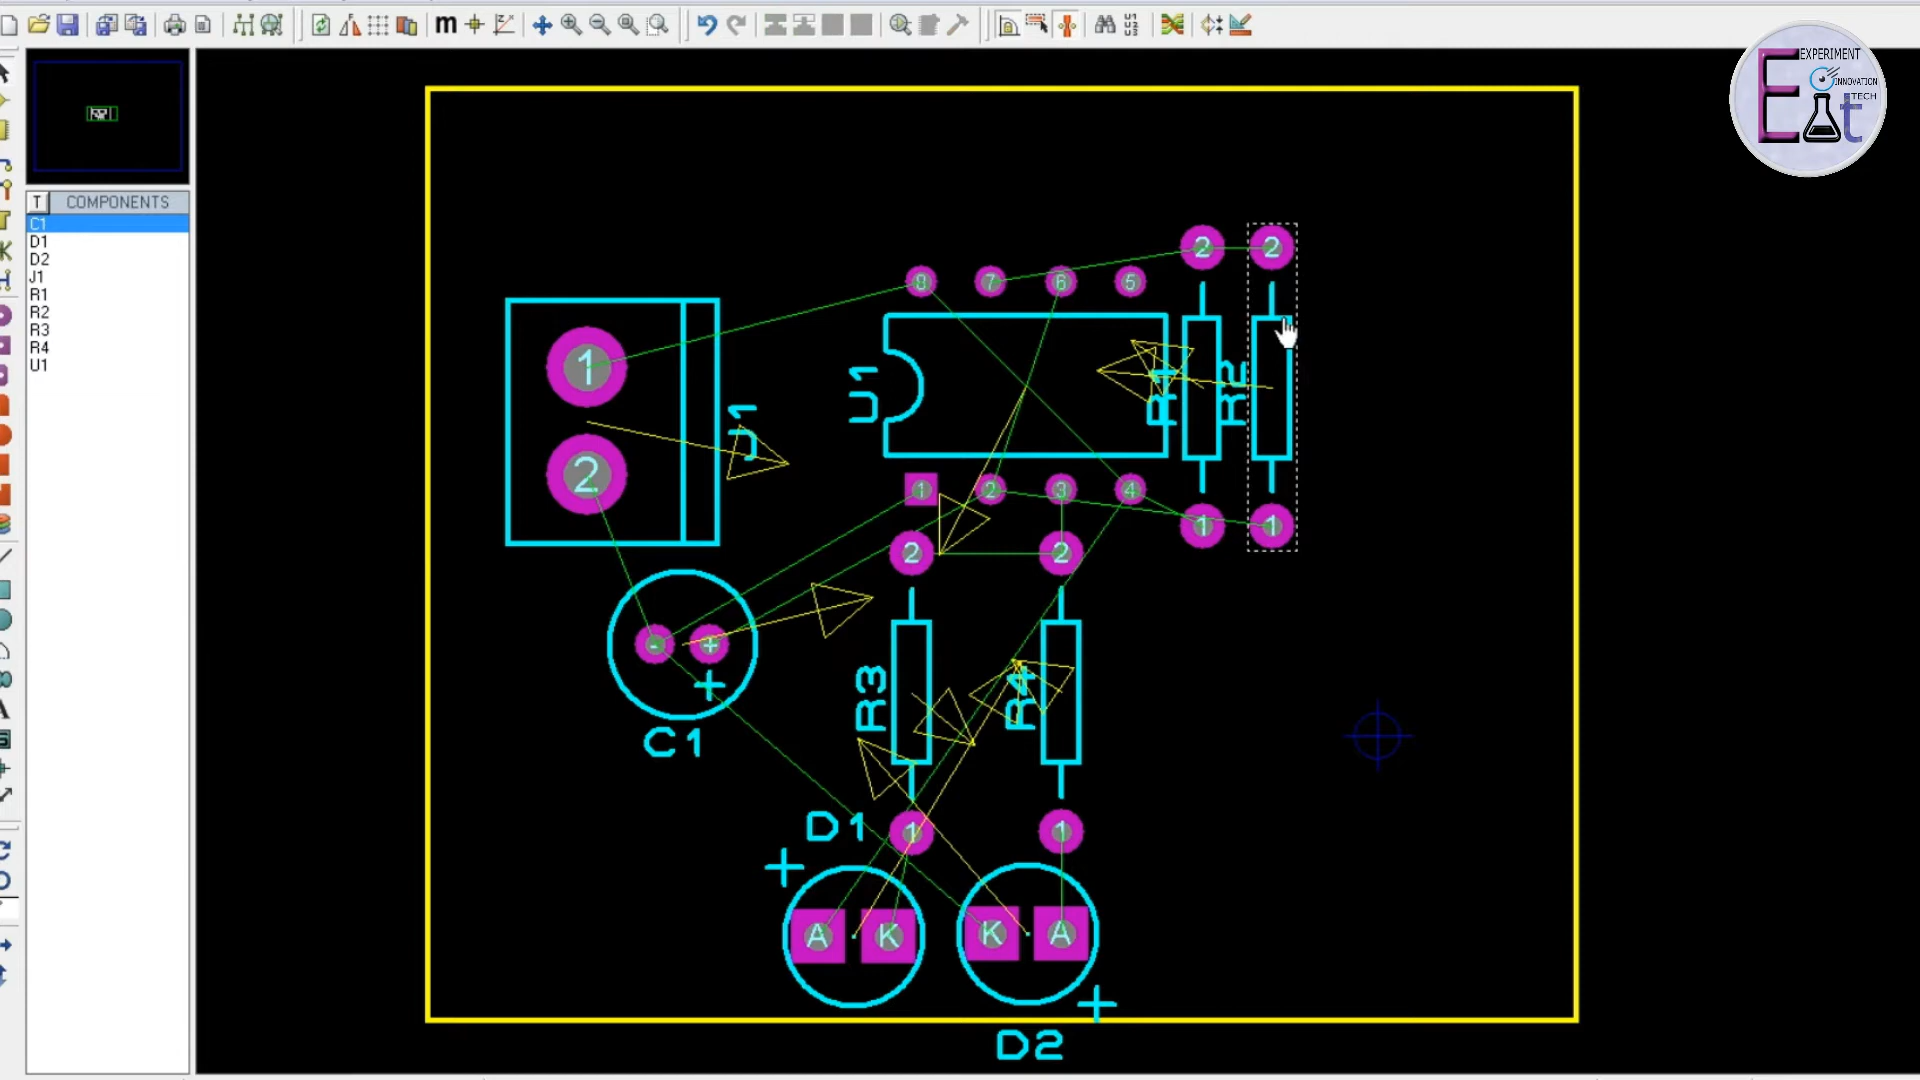 EXPERIMENT
INNOVATION
TECH
E t
m
T COMPONENTS
C1
D1
D2
J1
R1
R2
R3
R4
U1
2 2
8 7 6 5
1
J1
U1
R1
R2
2
1 2 3 4
1 1
2 2
- +
+
C1
R3
R4
D1
1 1
+
A K
K A
+
D2